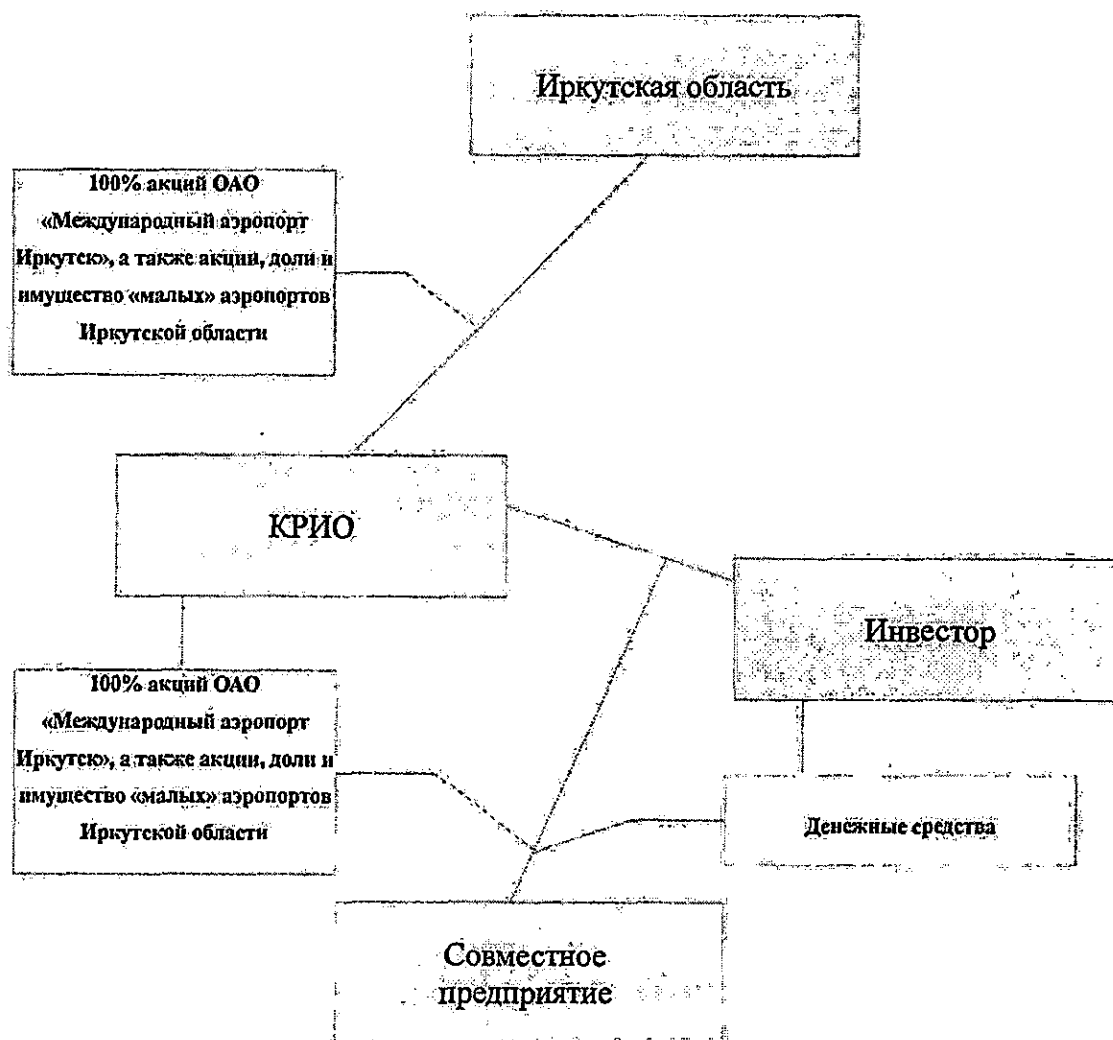 Иркутская область
100% акций ОАО
«Международный аэропорт
Иркутск», а также акции, доли и
имущество «малых» аэропортов
Иркутской области
КРИО
Инвестор
100% акций ОАО
«Международный аэропорт
Иркутск», а также акции, доли и
имущество «малых» аэропортов
Иркутской области
Денежные средства
Совместное
предприятие